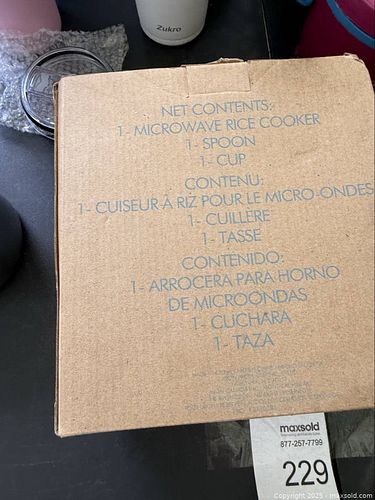 Zukro
NET CONTENTS:
1- MICROWAVE RICE COOKER
1- SPOON
1- CUP
CONTENU:
1- CUISEUR À RIZ POUR LE MICRO-ONDES
1- CUILLÈRE
1- TASSE
CONTENIDO:
1- ARROCERA PARA HORNO
DE MICROONDAS
1- CUCHARA
1- TAZA
maxsold
877-257-7799
229
Copyright 2025 - maxsold.com